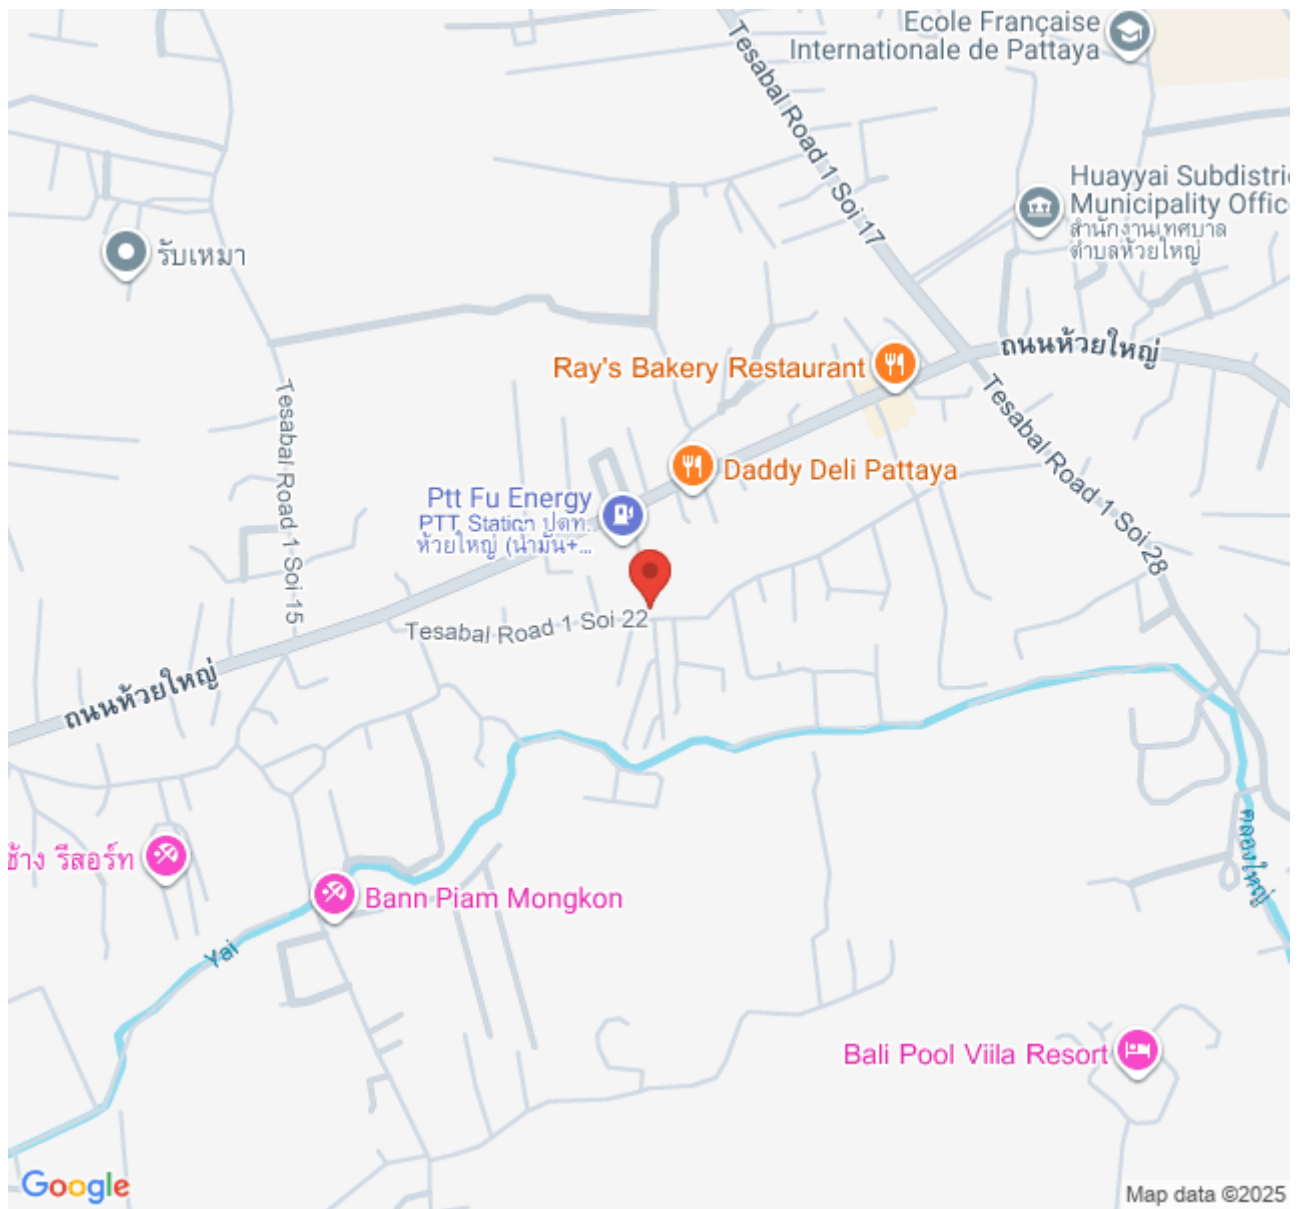 Ecole Française
Internationale de Pattaya
Tesabal Road 1 Soi 17
Huayyai Subdistri
Municipality Offic
สำนักงานเทศบาล
ตำบลห้วยใหญ่
รับเหมา
ถนนห้วยใหญ่
Ray's Bakery Restaurant
Tesabal Road 1 Soi 28
Tesabal Road 1 Soi 15
Daddy Deli Pattaya
Ptt Fu Energy
PTT Station ปตท.
ห้วยใหญ่ (น้ำมัน+...
Tesabal Road 1 Soi 22
ถนนห้วยใหญ่
ช้าง รีสอร์ท
Bann Piam Mongkon
คลองใหญ่
Yai
Bali Pool Viila Resort
Google
Map data ©2025